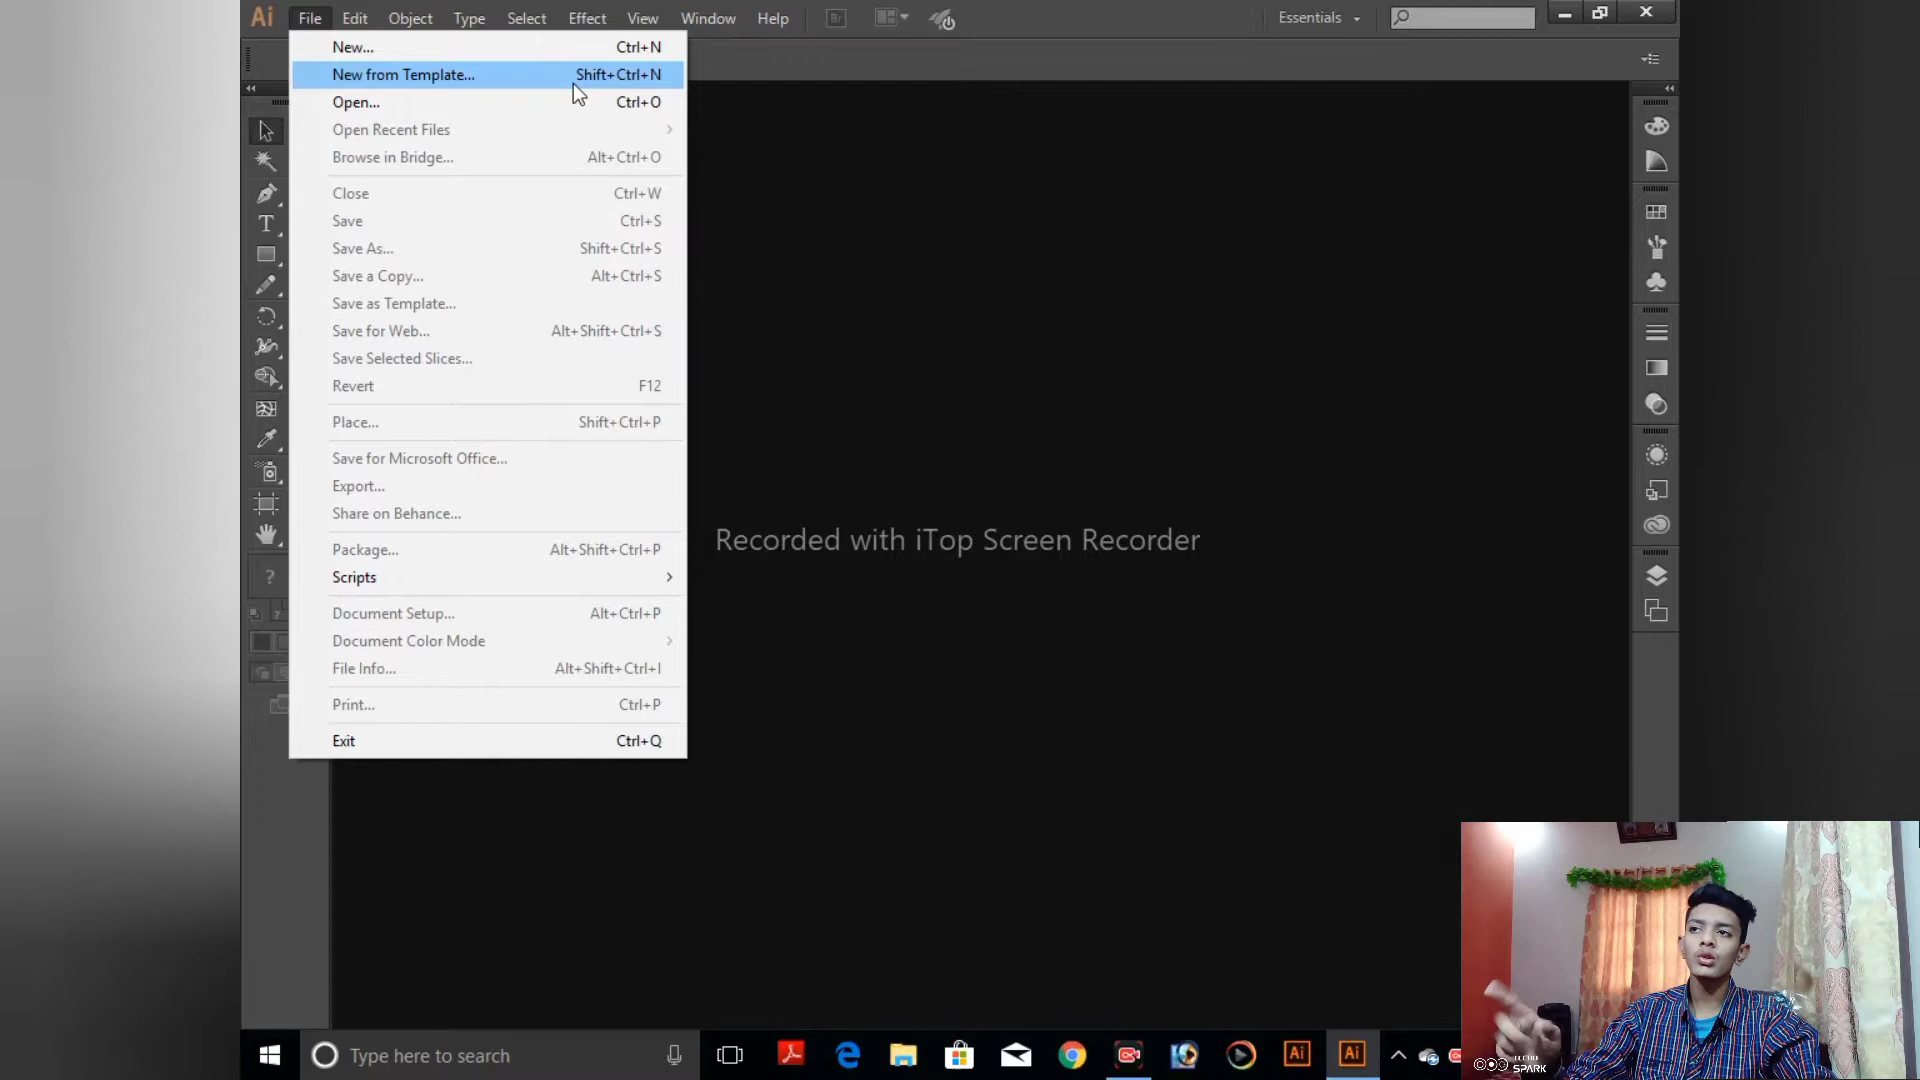 Ai File Edit Object Type Select Effect View Window Help Br Essentials
New... Ctrl+N
New from Template... Shift+Ctrl+N
Open... Ctrl+O
Open Recent Files
Browse in Bridge... Alt+Ctrl+O
Close Ctrl+W
Save Ctrl+S
Save As... Shift+Ctrl+S
Save a Copy... Alt+Ctrl+S
Save as Template...
Save for Web... Alt+Shift+Ctrl+S
Save Selected Slices...
Revert F12
Place... Shift+Ctrl+P
Save for Microsoft Office...
Export...
Share on Behance...
Package... Alt+Shift+Ctrl+P
Scripts
Document Setup... Alt+Ctrl+P
Document Color Mode
File Info... Alt+Shift+Ctrl+I
Print... Ctrl+P
Exit Ctrl+Q
Recorded with iTop Screen Recorder
Type here to search
Ai Ai
TECNO
SPARK